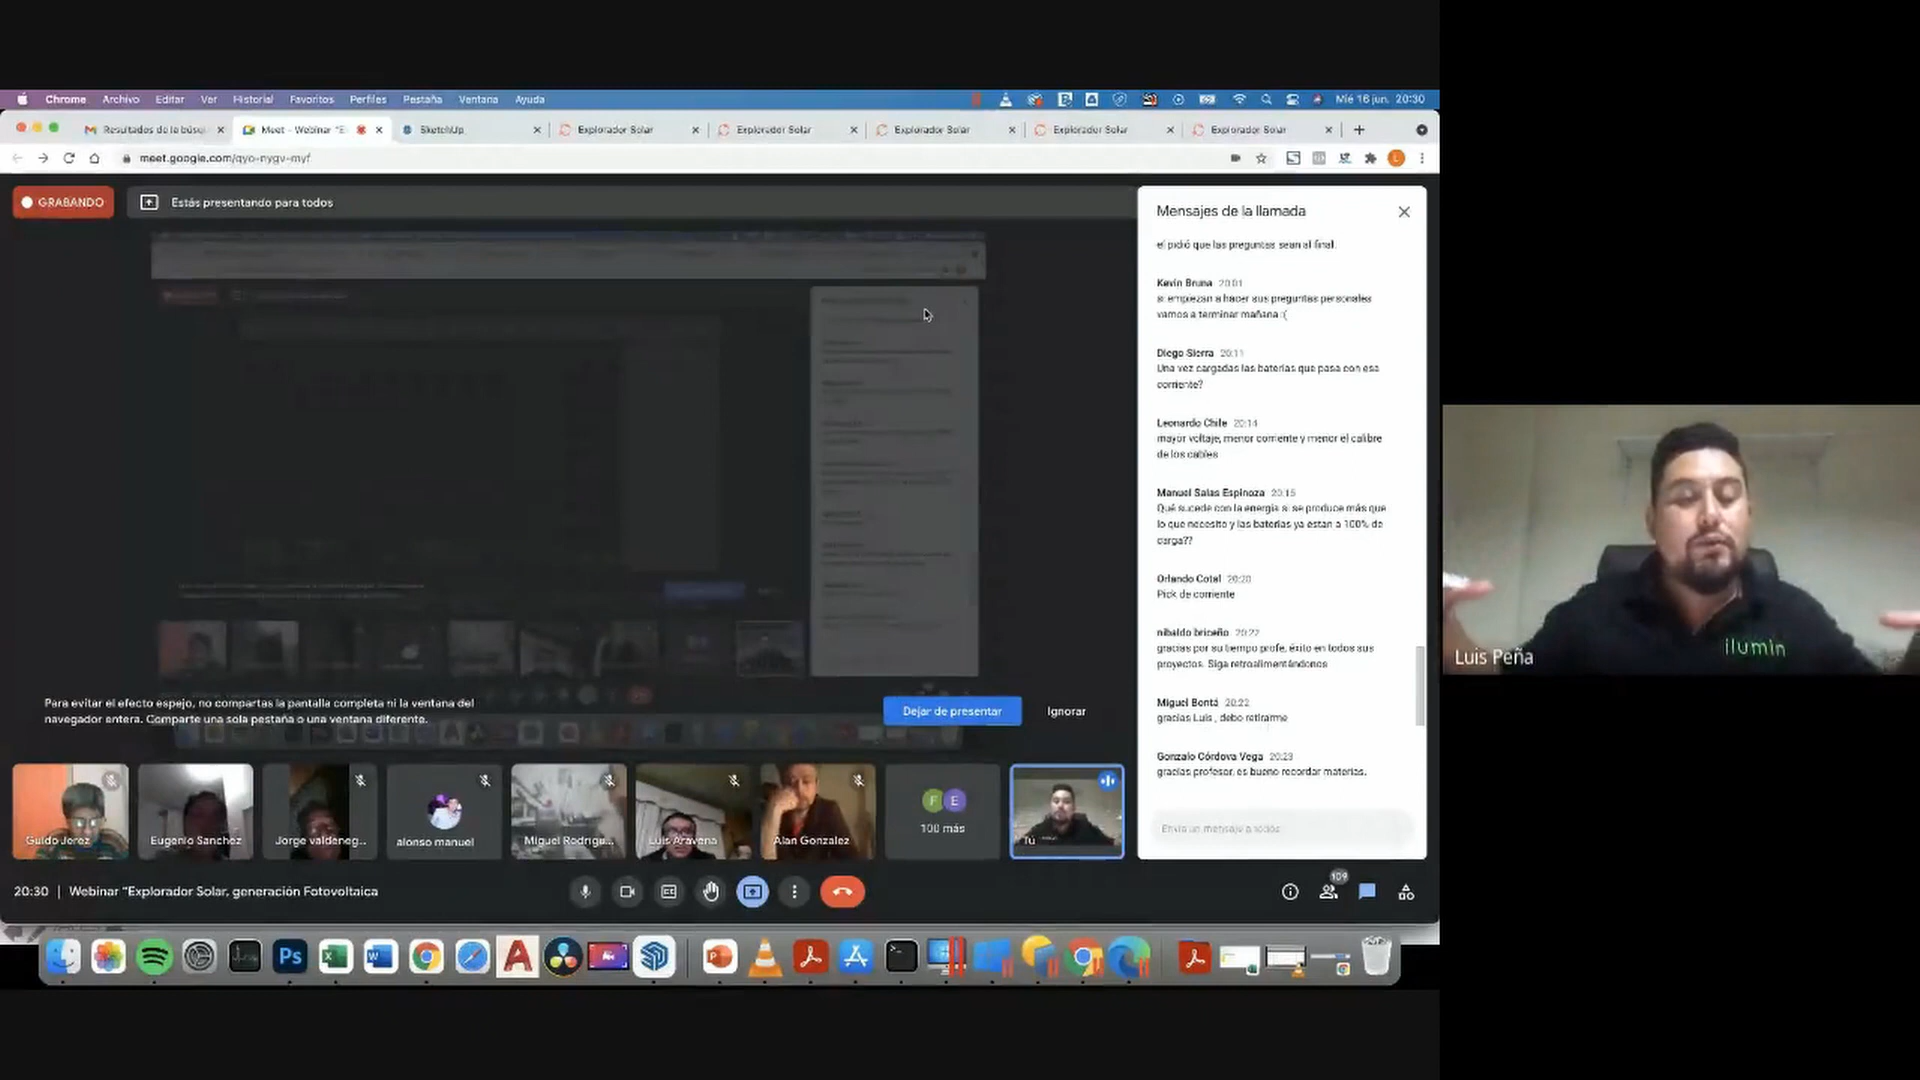 Chrome Archivo Editar Ver Historial Favoritos Perfiles Pestaña Ventana Ayuda
Mié 16 jun. 20:30
Resultados de la búsqu
Meet - Webinar "E
SketchUp
Explorador Solar
Explorador Solar
Explorador Solar
Explorador Solar
Explorador Solar
meet.google.com/qyo-nygv-myf
GRABANDO
Estás presentando para todos
Mensajes de la llamada
el pidió que las preguntas sean al final.
Kevin Bruna 20:01
si empiezan a hacer sus preguntas personales
vamos a terminar mañana :(
Diego Sierra 20:11
Una vez cargadas las baterias que pasa con esa
corriente?
Leonardo Chile 20:14
mayor voltaje, menor corriente y menor el calibre
de los cables
Manuel Salas Espinoza 20:15
Qué sucede con la energia si se produce más que
lo que necesito y las baterias ya estan a 100% de
carga??
Orlando Cotal 20:20
Pick de corriente
nibaldo briceño 20:22
gracias por su tiempo profe, éxito en todos sus
proyectos. Siga retroalimentándonos
Miguel Bontá 20:22
gracias Luis , debo retirarme
Gonzalo Córdova Vega 20:23
gracias profesor, es bueno recordar materias.
Envía un mensaje a todos
Para evitar el efecto espejo, no compartas la pantalla completa ni la ventana del
navegador entera. Comparte una sola pestaña o una ventana diferente.
Dejar de presentar
Ignorar
Guido Jerez
Eugenio Sanchez
Jorge valdeneg...
alonso manuel
Miguel Rodrigu...
Luis Aravena
Alan Gonzalez
F E
100 más
Tú
20:30 | Webinar "Explorador Solar, generación Fotovoltaica
109
Ps
ilumin
Luis Peña